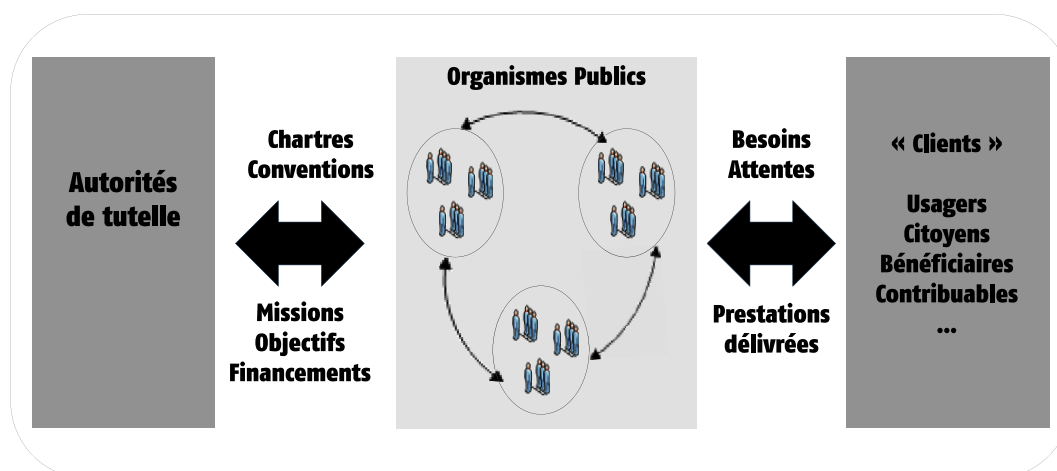 Autorités
de tutelle
Chartres
Conventions
Missions
Objectifs
Financements
Organismes Publics
Besoins
Attentes
Prestations
délivrées
« Clients »
Usagers
Citoyens
Bénéficiaires
Contribuables
...